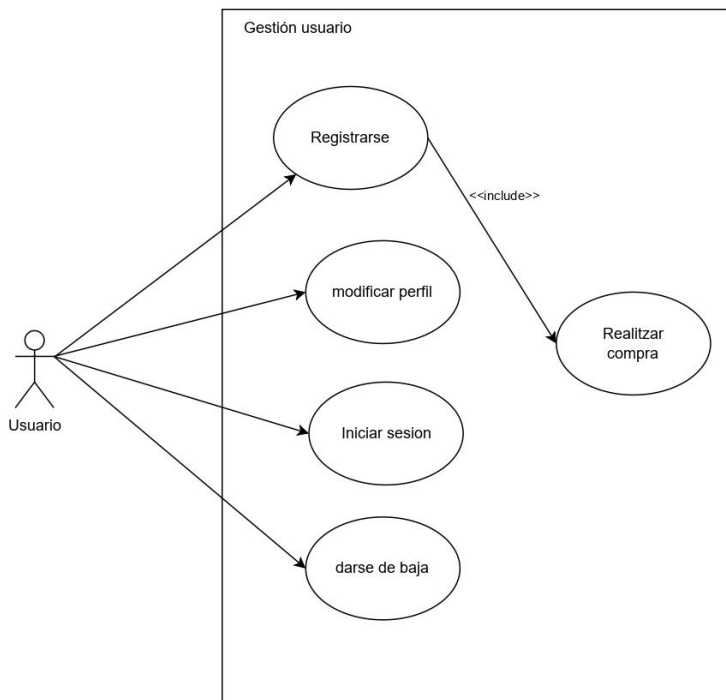 Gestión usuario
Registrarse
<<include>>
modificar perfil
Realitzar
compra
Usuario
Iniciar sesion
darse de baja